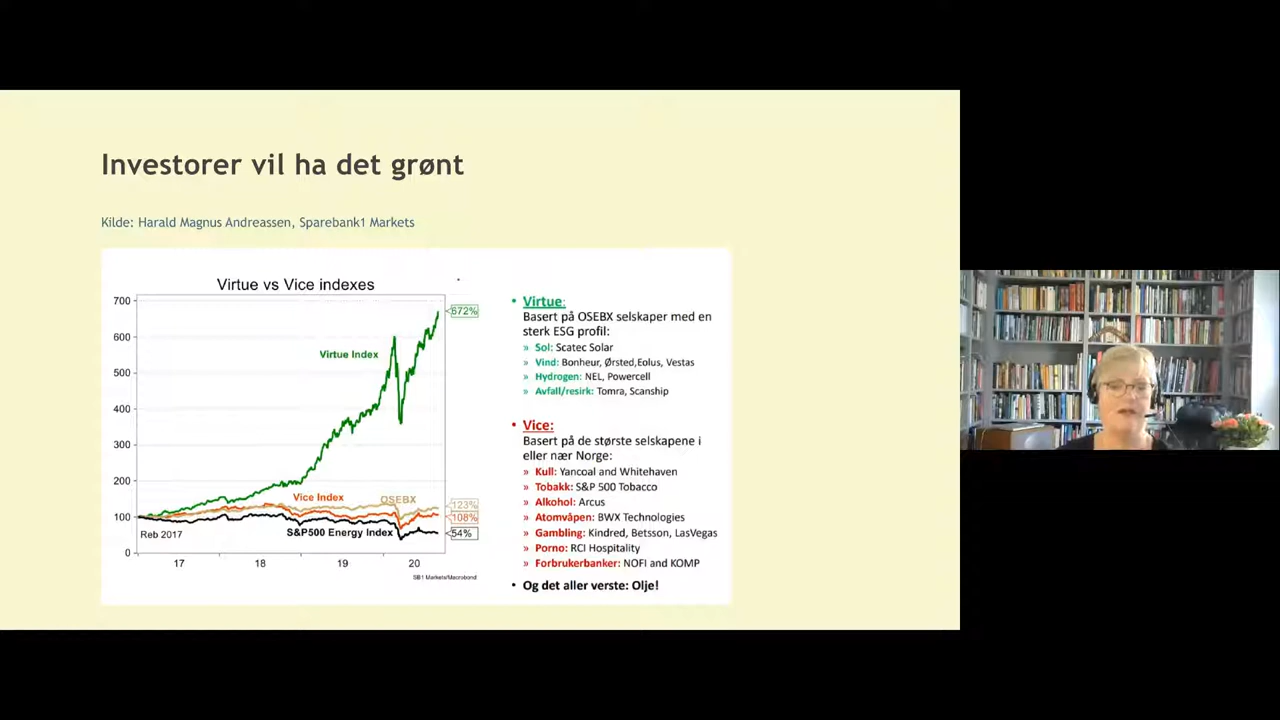 Investorer vil ha det grønt
Kilde: Harald Magnus Andreassen, Sparebank1 Markets
Virtue vs Vice indexes
700
600
500
400
300
200
100
0
672%
Virtue Index
Vice Index
OSEBX
123%
108%
S&P500 Energy Index
54%
Reb 2017
17
18
19
20
SB1 Markets/Macrobond
• Virtue:
Basert på OSEBX selskaper med en
sterk ESG profil:
» Sol: Scatec Solar
» Vind: Bonheur, Ørsted,Eolus, Vestas
» Hydrogen: NEL, Powercell
» Avfall/resirk: Tomra, Scanship
• Vice:
Basert på de største selskapene i
eller nær Norge:
» Kull: Yancoal and Whitehaven
» Tobakk: S&P 500 Tobacco
» Alkohol: Arcus
» Atomvåpen: BWX Technologies
» Gambling: Kindred, Betsson, LasVegas
» Porno: RCI Hospitality
» Forbrukerbanker: NOFI and KOMP
• Og det aller verste: Olje!